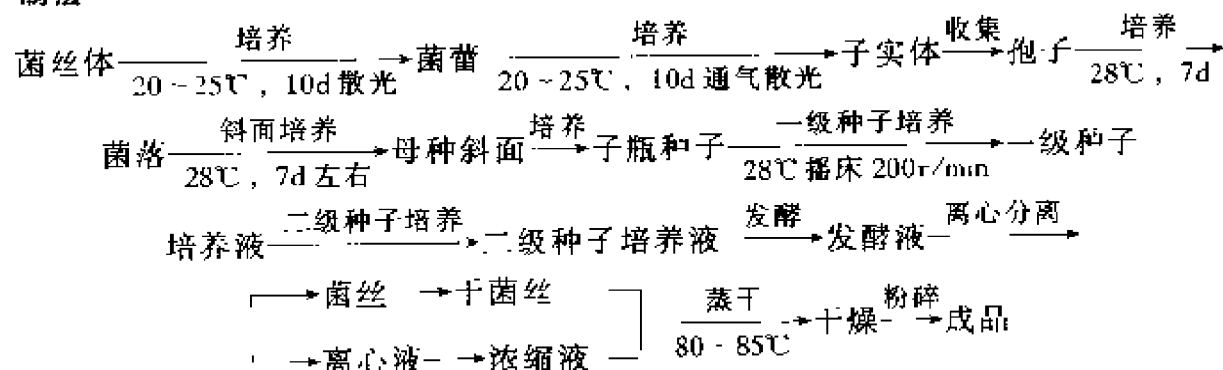 菌丝体 培养 20~25℃，10d散光 → 菌蕾 培养 20~25℃，10d通气散光 → 子实体 收集 → 孢子 培养 28℃，7d →
菌落 斜面培养 28℃，7d左右 → 母种斜面 培养 → 子瓶种子 一级种子培养 28℃摇床200r/min → 一级种子
培养液 二级种子培养 → 二级种子培养液 发酵 → 发酵液 离心分离 →
→ 菌丝 → 干菌丝 蒸干 80-85℃ → 干燥 粉碎 → 成品
→ 离心液 → 浓缩液